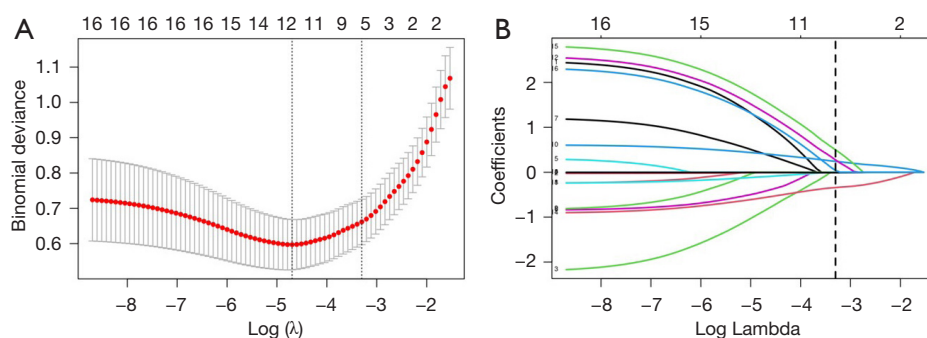 A
16 16 16 16 16 15 14 12 11 9 5 3 2 2
Binomial deviance
1.1
1.0
0.9
0.8
0.7
0.6
−8 −7 −6 −5 −4 −3 −2
Log (λ)
B
16 15 11 2
Coefficients
2
1
0
−1
−2
15
16
7
10
5
3
−8 −7 −6 −5 −4 −3 −2
Log Lambda